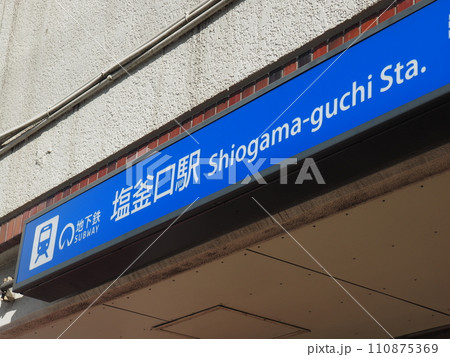 地下鉄
SUBWAY
塩釜口駅 Shiogama-guchi Sta.
PIXTA
pixta.jp - 110875369